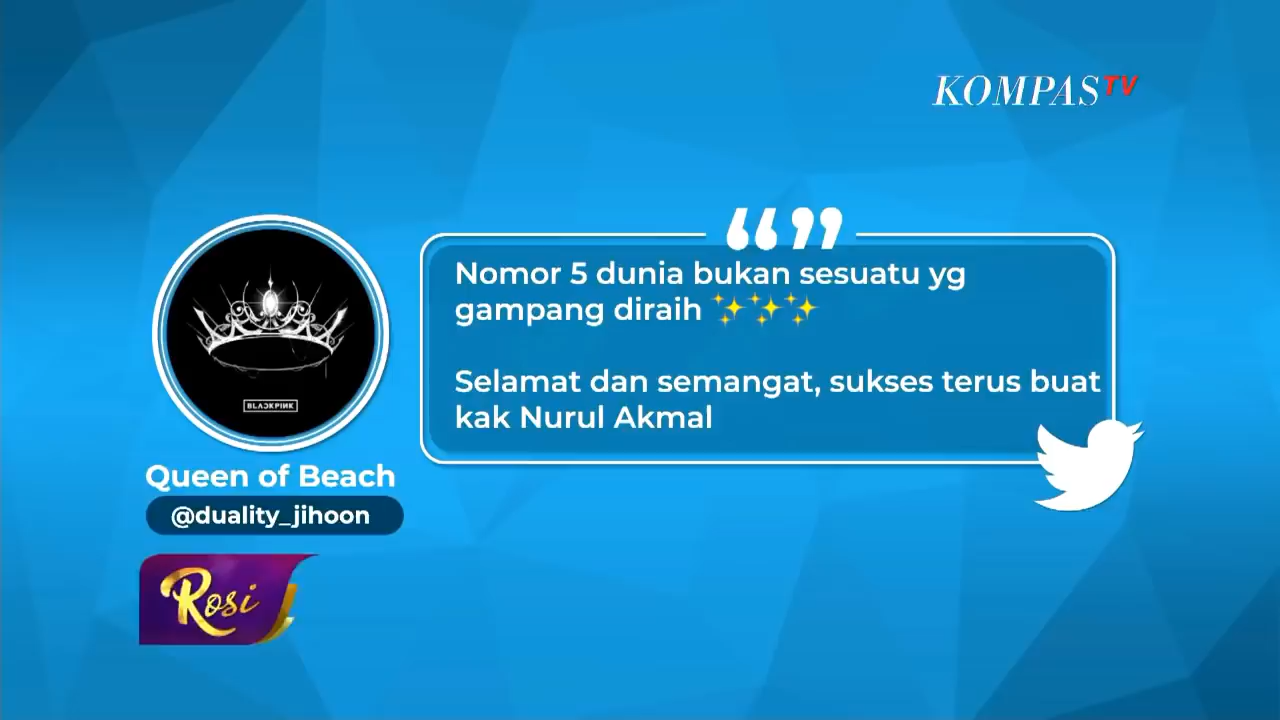 KOMPASTV
Nomor 5 dunia bukan sesuatu yg
gampang diraih ✨✨✨
Selamat dan semangat, sukses terus buat
kak Nurul Akmal
BLACKPINK
Queen of Beach
@duality_jihoon
Rosi